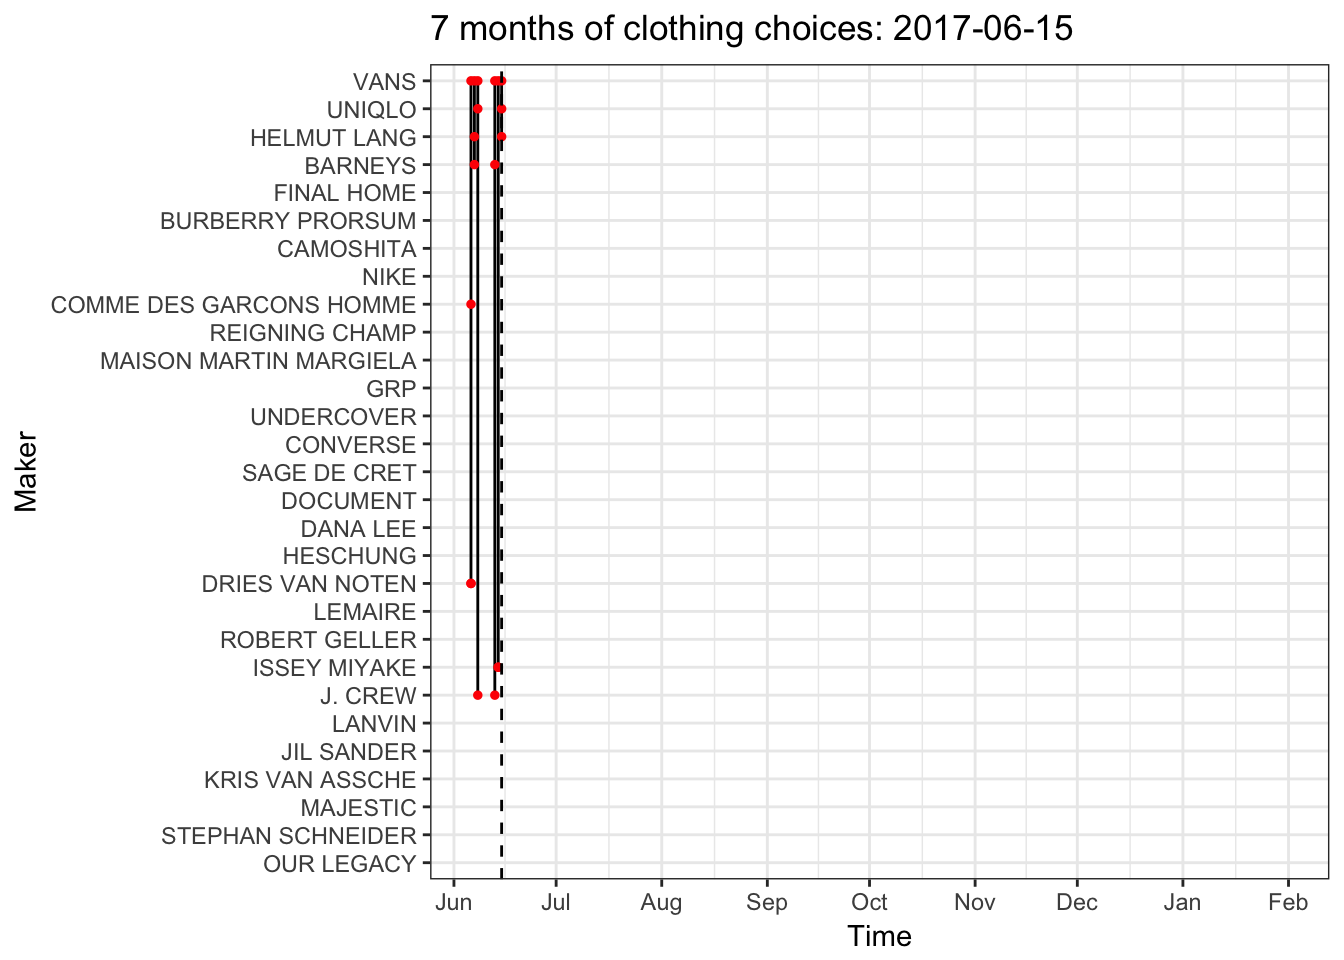 7 months of clothing choices: 2017-06-15
VANS
UNIQLO
HELMUT LANG
BARNEYS
FINAL HOME
BURBERRY PRORSUM
CAMOSHITA
NIKE
COMME DES GARCONS HOMME
REIGNING CHAMP
MAISON MARTIN MARGIELA
GRP
UNDERCOVER
CONVERSE
SAGE DE CRET
DOCUMENT
DANA LEE
HESCHUNG
DRIES VAN NOTEN
LEMAIRE
ROBERT GELLER
ISSEY MIYAKE
J. CREW
LANVIN
JIL SANDER
KRIS VAN ASSCHE
MAJESTIC
STEPHAN SCHNEIDER
OUR LEGACY
Maker
Jun Jul Aug Sep Oct Nov Dec Jan Feb
Time